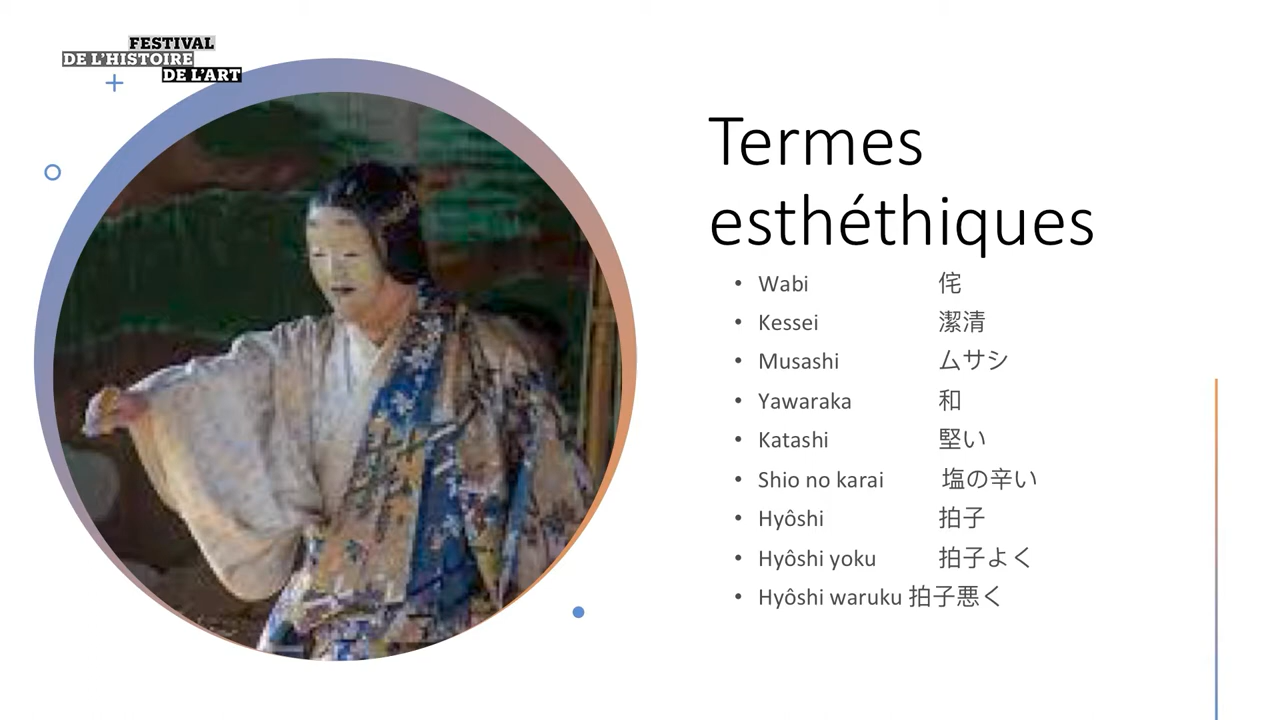 FESTIVAL
DE L'HISTOIRE
DE L'ART
Termes
esthéthiques
• Wabi 侘
• Kessei 潔清
• Musashi ムサシ
• Yawaraka 和
• Katashi 堅い
• Shio no karai 塩の辛い
• Hyôshi 拍子
• Hyôshi yoku 拍子よく
• Hyôshi waruku 拍子悪く